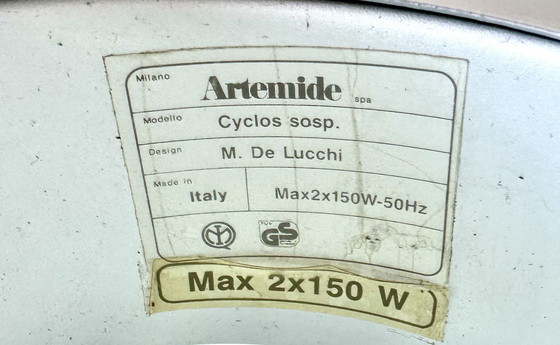 Milano Artemide spa
Modello Cyclos sosp.
Design M. De Lucchi
Made in Italy Max2x150W-50Hz
GS
Max 2x150 W